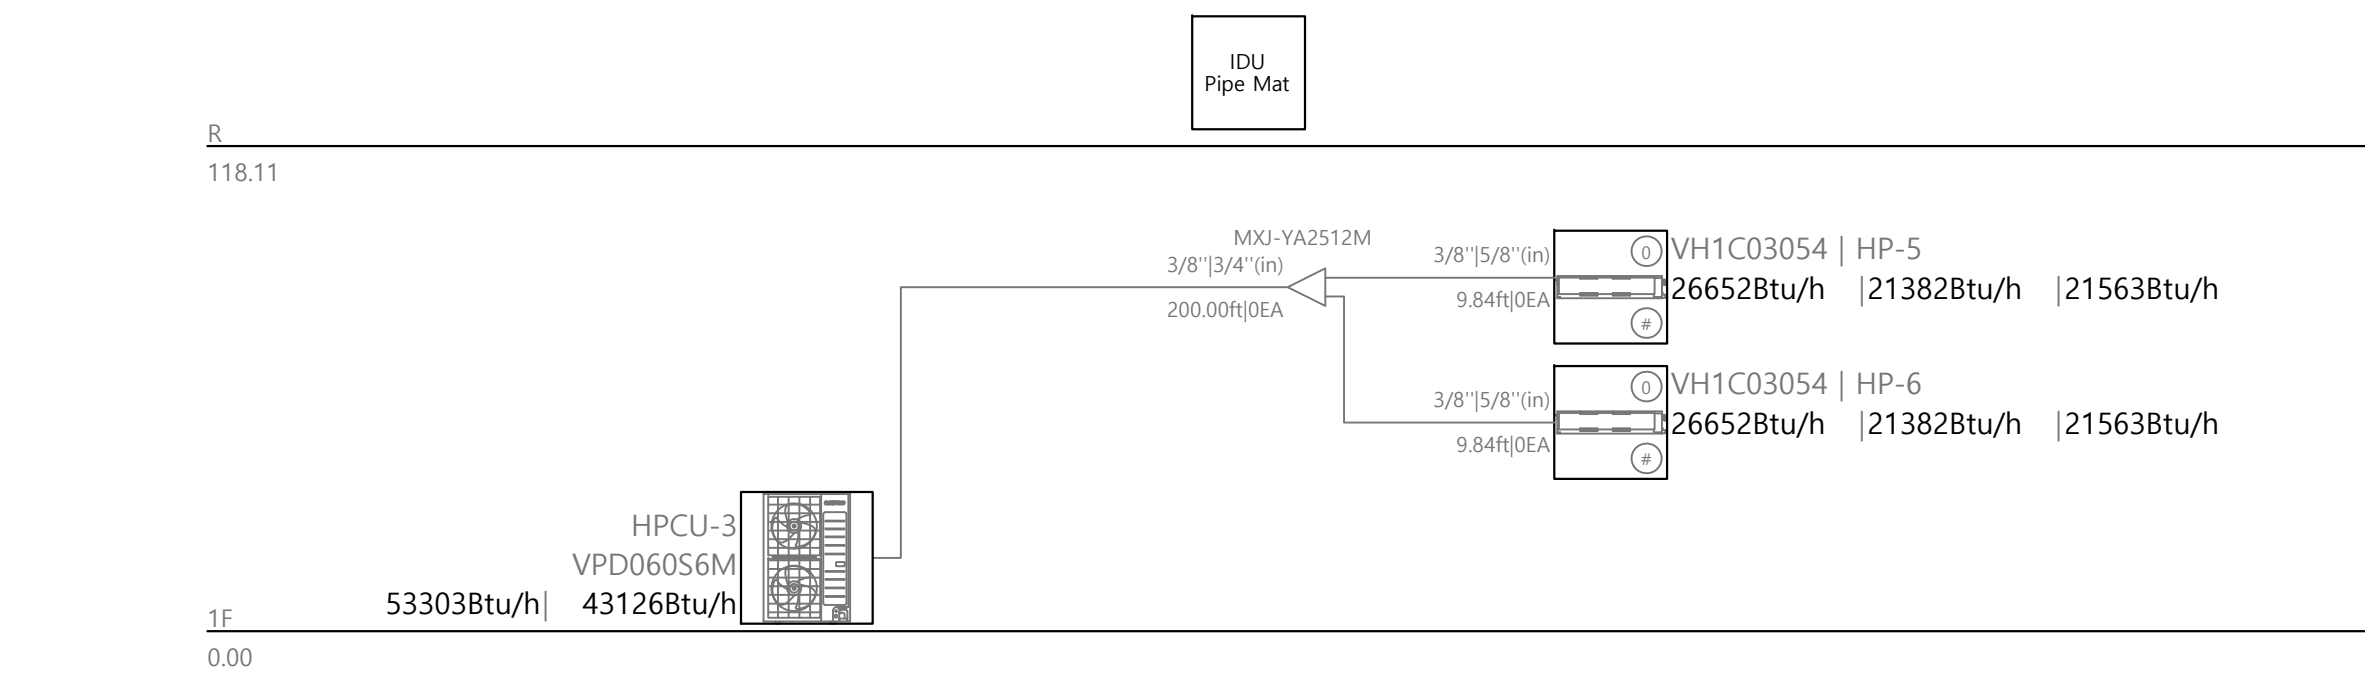 IDU
Pipe Mat
R
118.11
MXJ-YA2512M
3/8''|3/4''(in)
200.00ft|0EA
3/8''|5/8''(in)
9.84ft|0EA
0
#
VH1C03054 | HP-5
26652Btu/h |21382Btu/h |21563Btu/h
3/8''|5/8''(in)
9.84ft|0EA
0
#
VH1C03054 | HP-6
26652Btu/h |21382Btu/h |21563Btu/h
HPCU-3
VPD060S6M
53303Btu/h| 43126Btu/h
1F
0.00